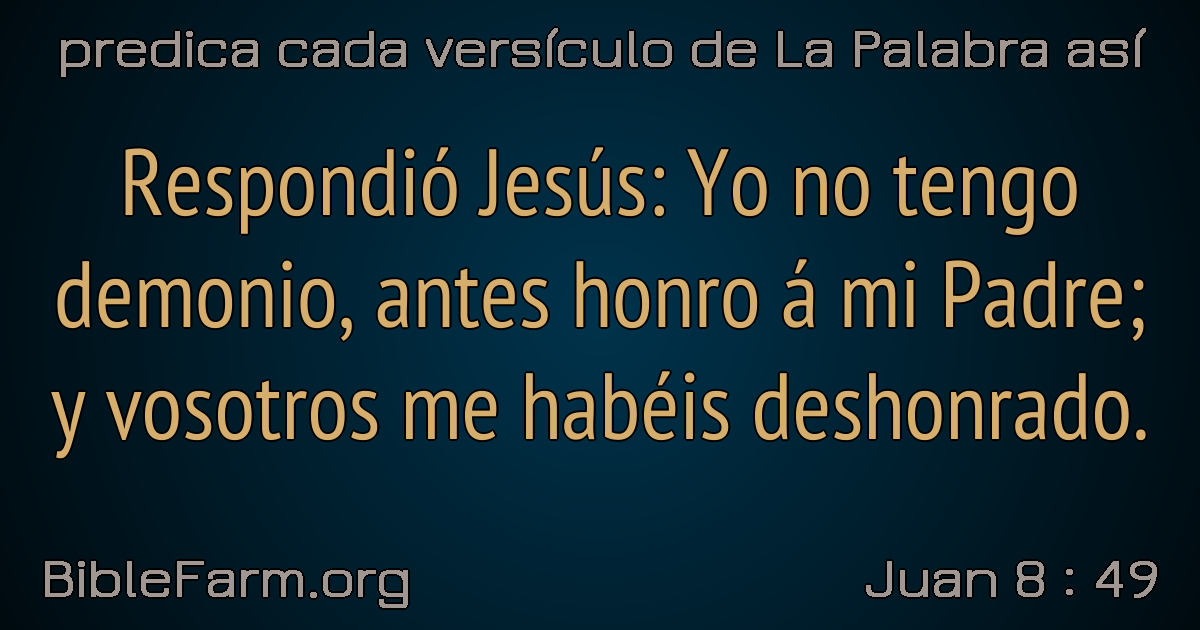 predica cada versículo de La Palabra así
Respondió Jesús: Yo no tengo
demonio, antes honro á mi Padre;
y vosotros me habéis deshonrado.
BibleFarm.org
Juan 8 : 49